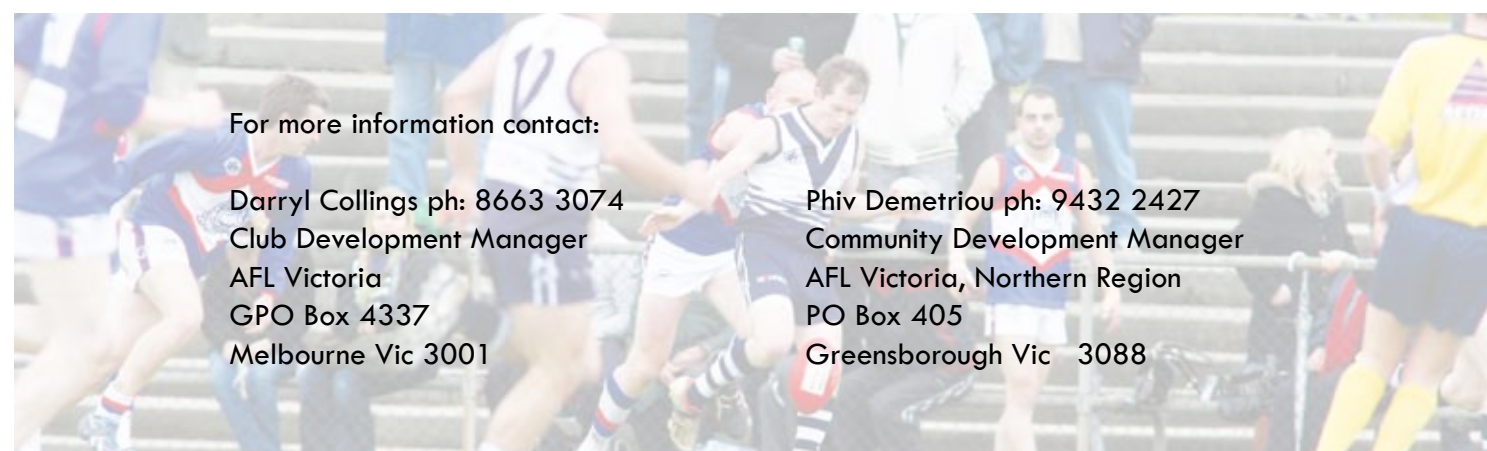 For more information contact:
Darryl Collings ph: 8663 3074
Club Development Manager
AFL Victoria
GPO Box 4337
Melbourne Vic 3001
Phiv Demetriou ph: 9432 2427
Community Development Manager
AFL Victoria, Northern Region
PO Box 405
Greensborough Vic 3088